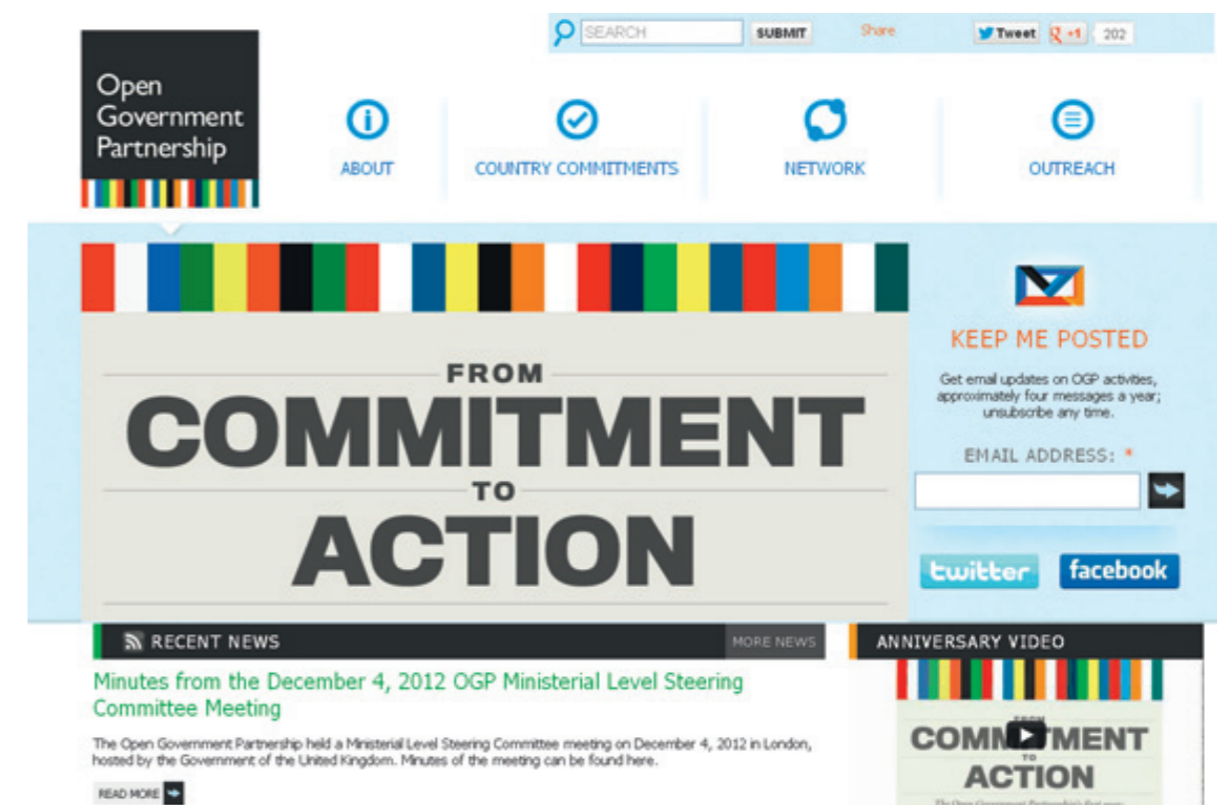 SEARCH
SUBMIT
Share
Tweet
+1
202
Open
Government
Partnership
ABOUT
COUNTRY COMMITMENTS
NETWORK
OUTREACH
FROM
COMMITMENT
TO
ACTION
KEEP ME POSTED
Get email updates on OGP activities,
approximately four messages a year;
unsubscribe any time.
EMAIL ADDRESS: *
twitter
facebook
RECENT NEWS
MORE NEWS
Minutes from the December 4, 2012 OGP Ministerial Level Steering
Committee Meeting
The Open Government Partnership held a Ministerial Level Steering Committee meeting on December 4, 2012 in London,
hosted by the Government of the United Kingdom. Minutes of the meeting can be found here.
READ MORE
ANNIVERSARY VIDEO
FROM
COMMITMENT
TO
ACTION